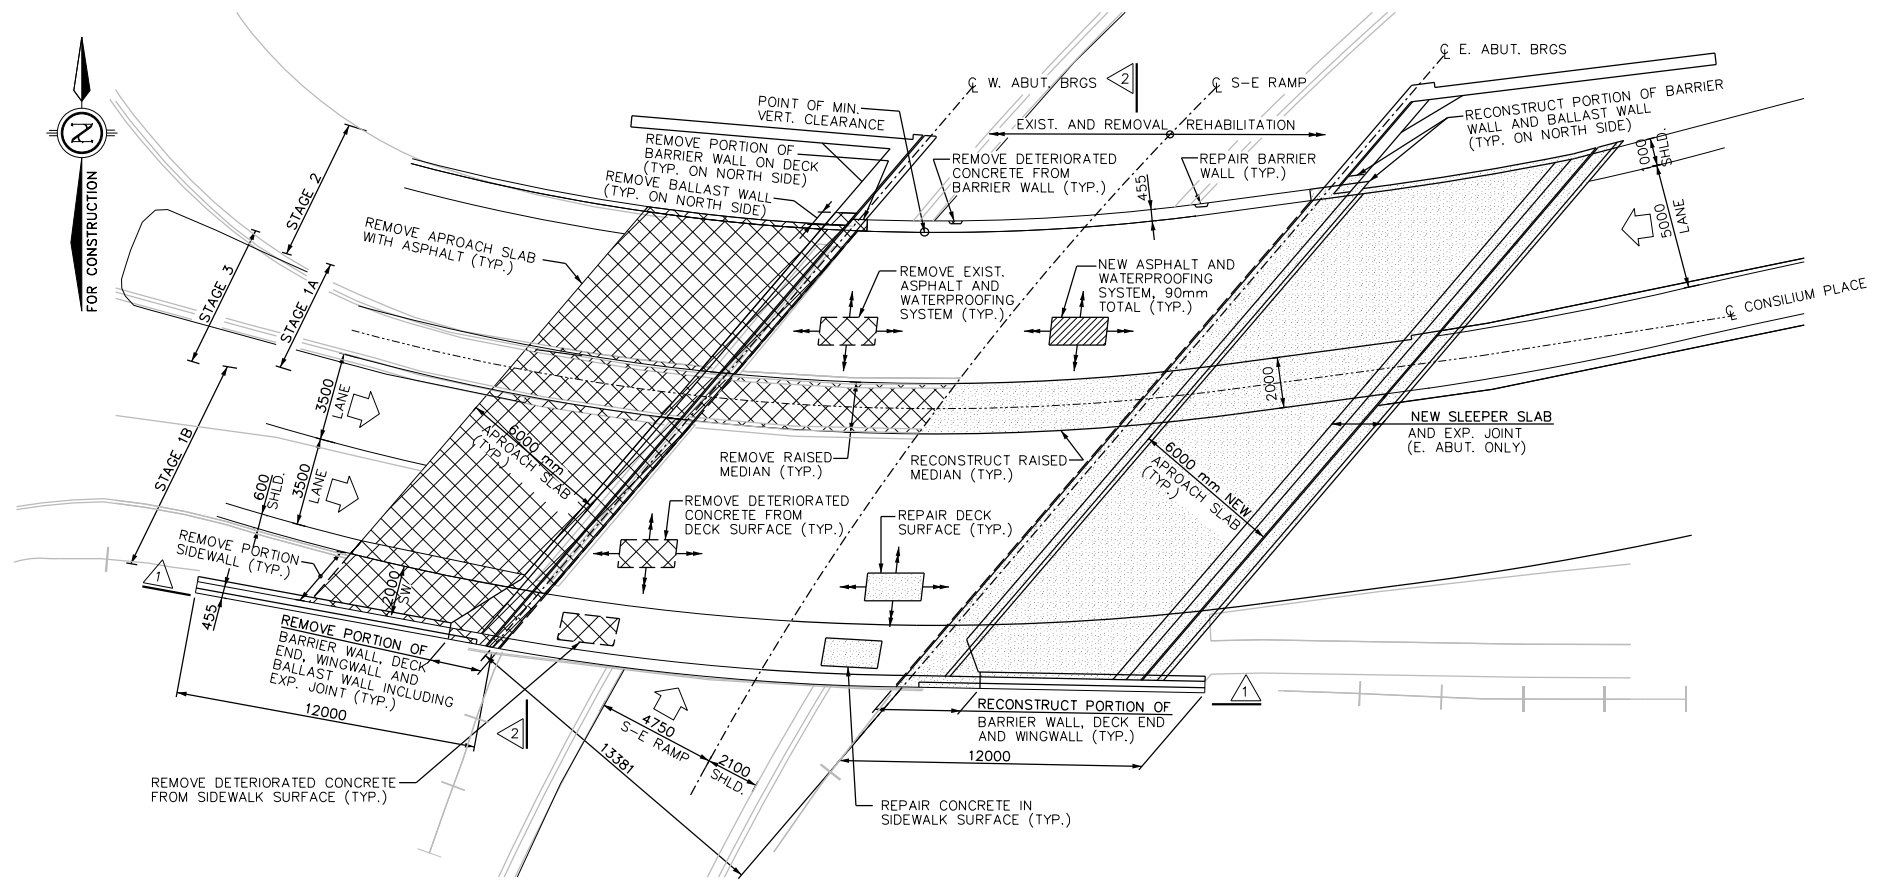 ℄ E. ABUT. BRGS
℄ W. ABUT. BRGS
2
℄ S-E RAMP
POINT OF MIN.
VERT. CLEARANCE
EXIST. AND REMOVAL
REHABILITATION
RECONSTRUCT PORTION OF BARRIER
WALL AND BALLAST WALL
(TYP. ON NORTH SIDE)
N
FOR CONSTRUCTION
REMOVE PORTION OF
BARRIER WALL ON DECK
(TYP. ON NORTH SIDE)
REMOVE BALLAST WALL
(TYP. ON NORTH SIDE)
REMOVE DETERIORATED
CONCRETE FROM
BARRIER WALL (TYP.)
455
REPAIR BARRIER
WALL (TYP.)
1000
SHLD.
5000
LANE
STAGE 2
STAGE 3
STAGE 1A
STAGE 1B
REMOVE APROACH SLAB
WITH ASPHALT (TYP.)
REMOVE EXIST.
ASPHALT AND
WATERPROOFING
SYSTEM (TYP.)
NEW ASPHALT AND
WATERPROOFING
SYSTEM, 90mm
TOTAL (TYP.)
℄ CONSILIUM PLACE
3500
LANE
3500
LANE
600
SHLD.
2000
6000 mm
APROACH SLAB
(TYP.)
REMOVE RAISED
MEDIAN (TYP.)
RECONSTRUCT RAISED
MEDIAN (TYP.)
6000 mm NEW
APROACH SLAB
(TYP.)
NEW SLEEPER SLAB
AND EXP. JOINT
(E. ABUT. ONLY)
REMOVE DETERIORATED
CONCRETE FROM
DECK SURFACE (TYP.)
REPAIR DECK
SURFACE (TYP.)
REMOVE PORTION
SIDEWALL (TYP.)
1
2000
SW
455
REMOVE PORTION OF
BARRIER WALL, DECK
END, WINGWALL AND
BALLAST WALL INCLUDING
EXP. JOINT (TYP.)
12000
2
4750
S-E RAMP
2100
SHLD.
13381
RECONSTRUCT PORTION OF
BARRIER WALL, DECK END
AND WINGWALL (TYP.)
12000
1
REMOVE DETERIORATED CONCRETE
FROM SIDEWALK SURFACE (TYP.)
REPAIR CONCRETE IN
SIDEWALK SURFACE (TYP.)